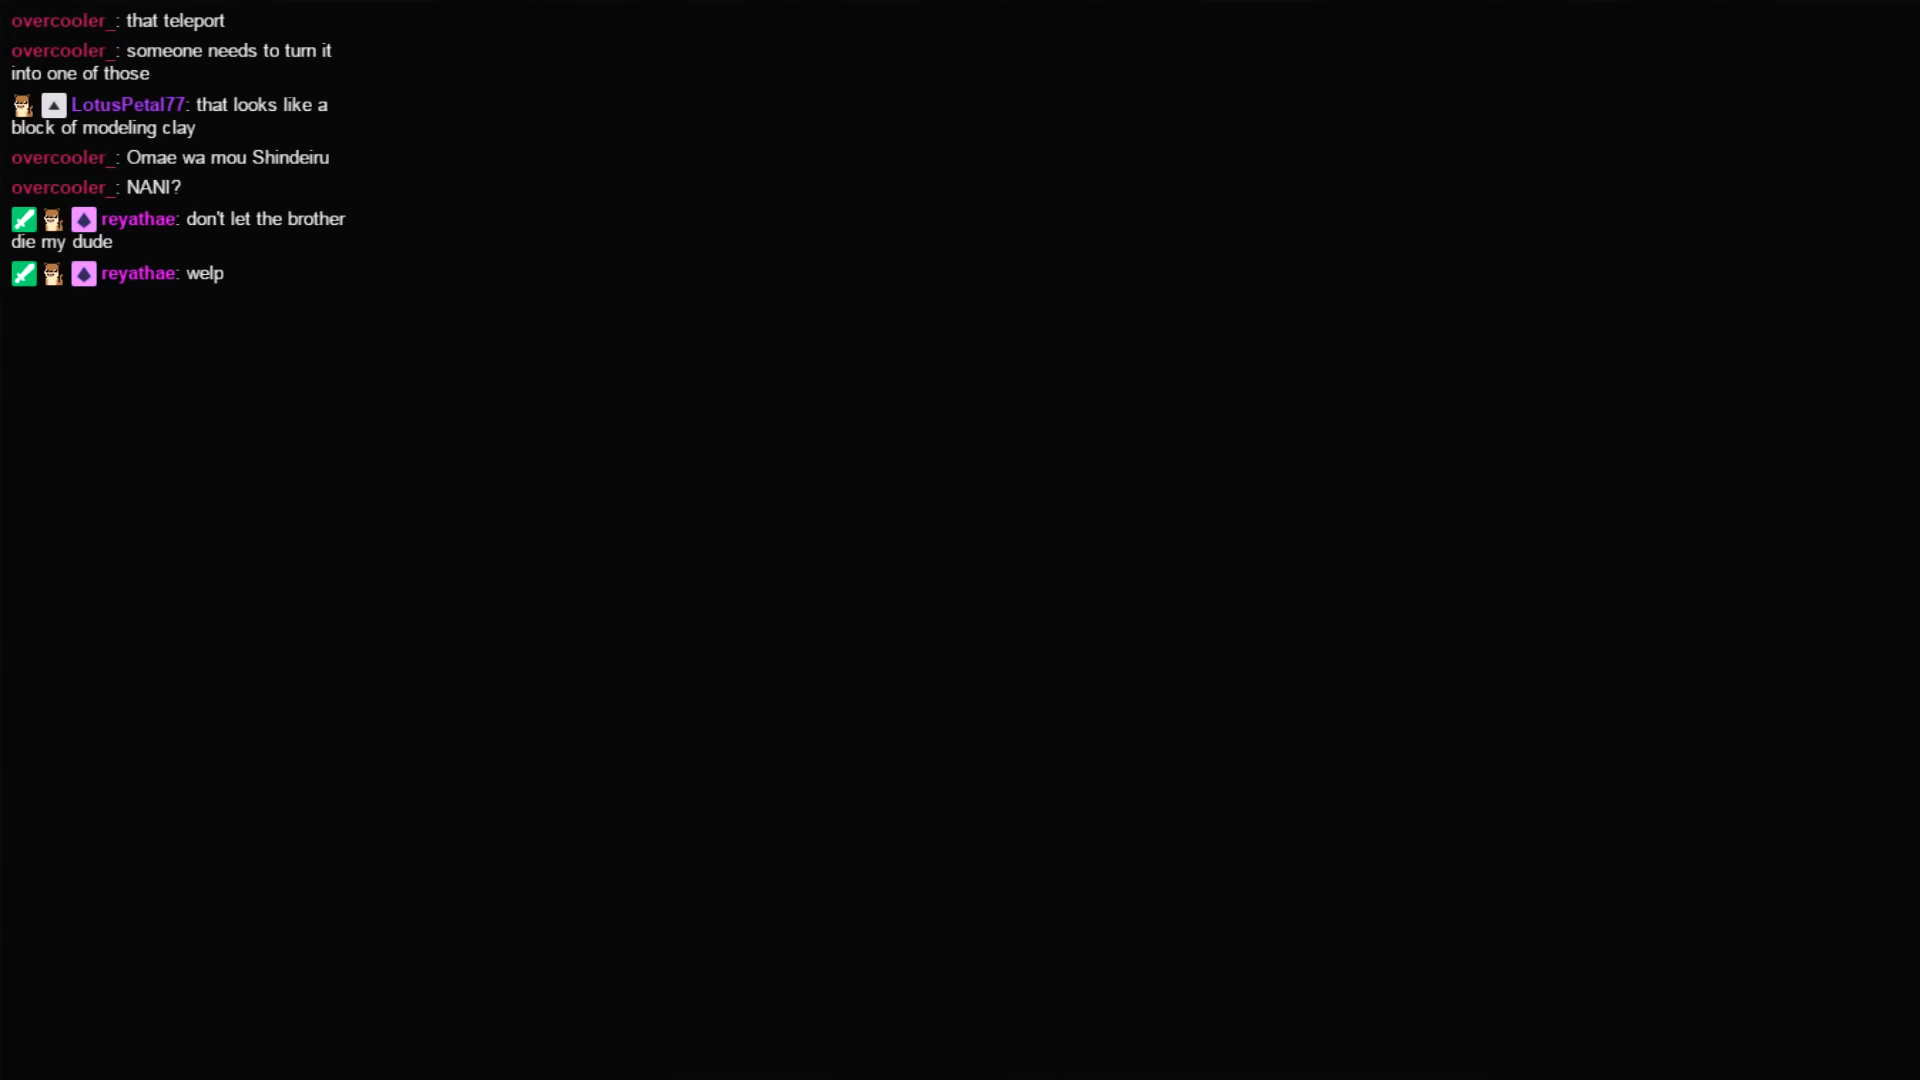 overcooler_: that teleport
overcooler_: someone needs to turn it
into one of those
LotusPetal77: that looks like a
block of modeling clay
overcooler_: Omae wa mou Shindeiru
overcooler_: NANI?
reyathae: don't let the brother
die my dude
reyathae: welp